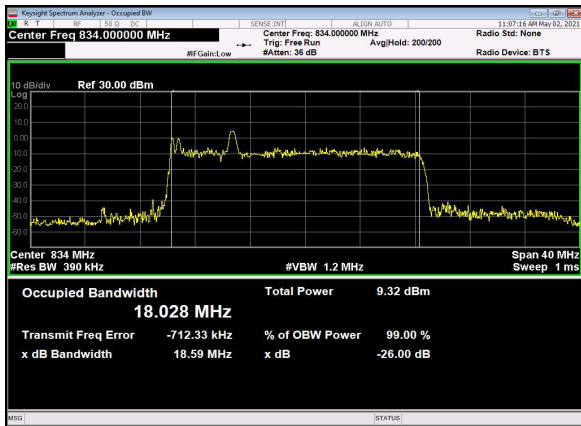 Keysight Spectrum Analyzer - Occupied BW
R T RF 50 Ω DC SENSE:INT ALIGN AUTO 11:07:16 AM May 02, 2021
Center Freq 834.000000 MHz Center Freq: 834.000000 MHz Radio Std: None
Trig: Free Run Avg|Hold: 200/200
#IFGain:Low #Atten: 36 dB Radio Device: BTS
10 dB/div Ref 30.00 dBm
Log
20.0
10.0
0.00
-10.0
-20.0
-30.0
-40.0
-50.0
-60.0
Center 834 MHz Span 40 MHz
#Res BW 390 kHz #VBW 1.2 MHz Sweep 1 ms
Occupied Bandwidth Total Power 9.32 dBm
18.028 MHz
Transmit Freq Error -712.33 kHz % of OBW Power 99.00 %
x dB Bandwidth 18.59 MHz x dB -26.00 dB
MSG STATUS